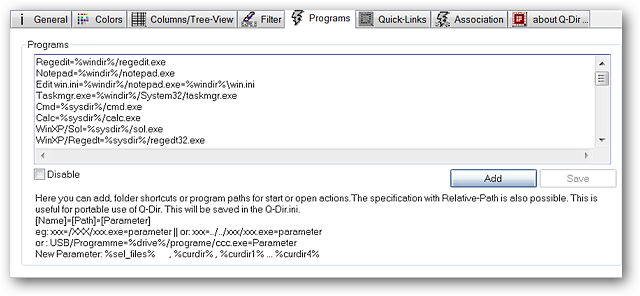 General Colors Columns/Tree-View Filter Programs Quick-Links Association about Q-Dir ...
Programs
Regedit=%windir%/regedit.exe
Notepad=%windir%/notepad.exe
Edit win.ini=%windir%/notepad.exe=%windir%\win.ini
Taskmgr.exe=%windir%/System32/taskmgr.exe
Cmd=%sysdir%/cmd.exe
Calc=%sysdir%/calc.exe
WinXP/Sol=%sysdir%/sol.exe
WinXP/Regedt=%sysdir%/regedt32.exe
Disable
Add
Save
Here you can add, folder shortcuts or program paths for start or open actions.The specification with Relative-Path is also possible. This is
useful for portable use of Q-Dir. This will be saved in the Q-Dir.ini.
[Name]=[Path]=[Parameter]
eg: xxx=/XXX/xxx.exe=parameter || or: xxx=../../xxx/xxx.exe=parameter
or : USB/Programme=%drive%/programe/ccc.exe=Parameter
New Parameter: %sel_files% , %curdir% , %curdir1% ... %curdir4%